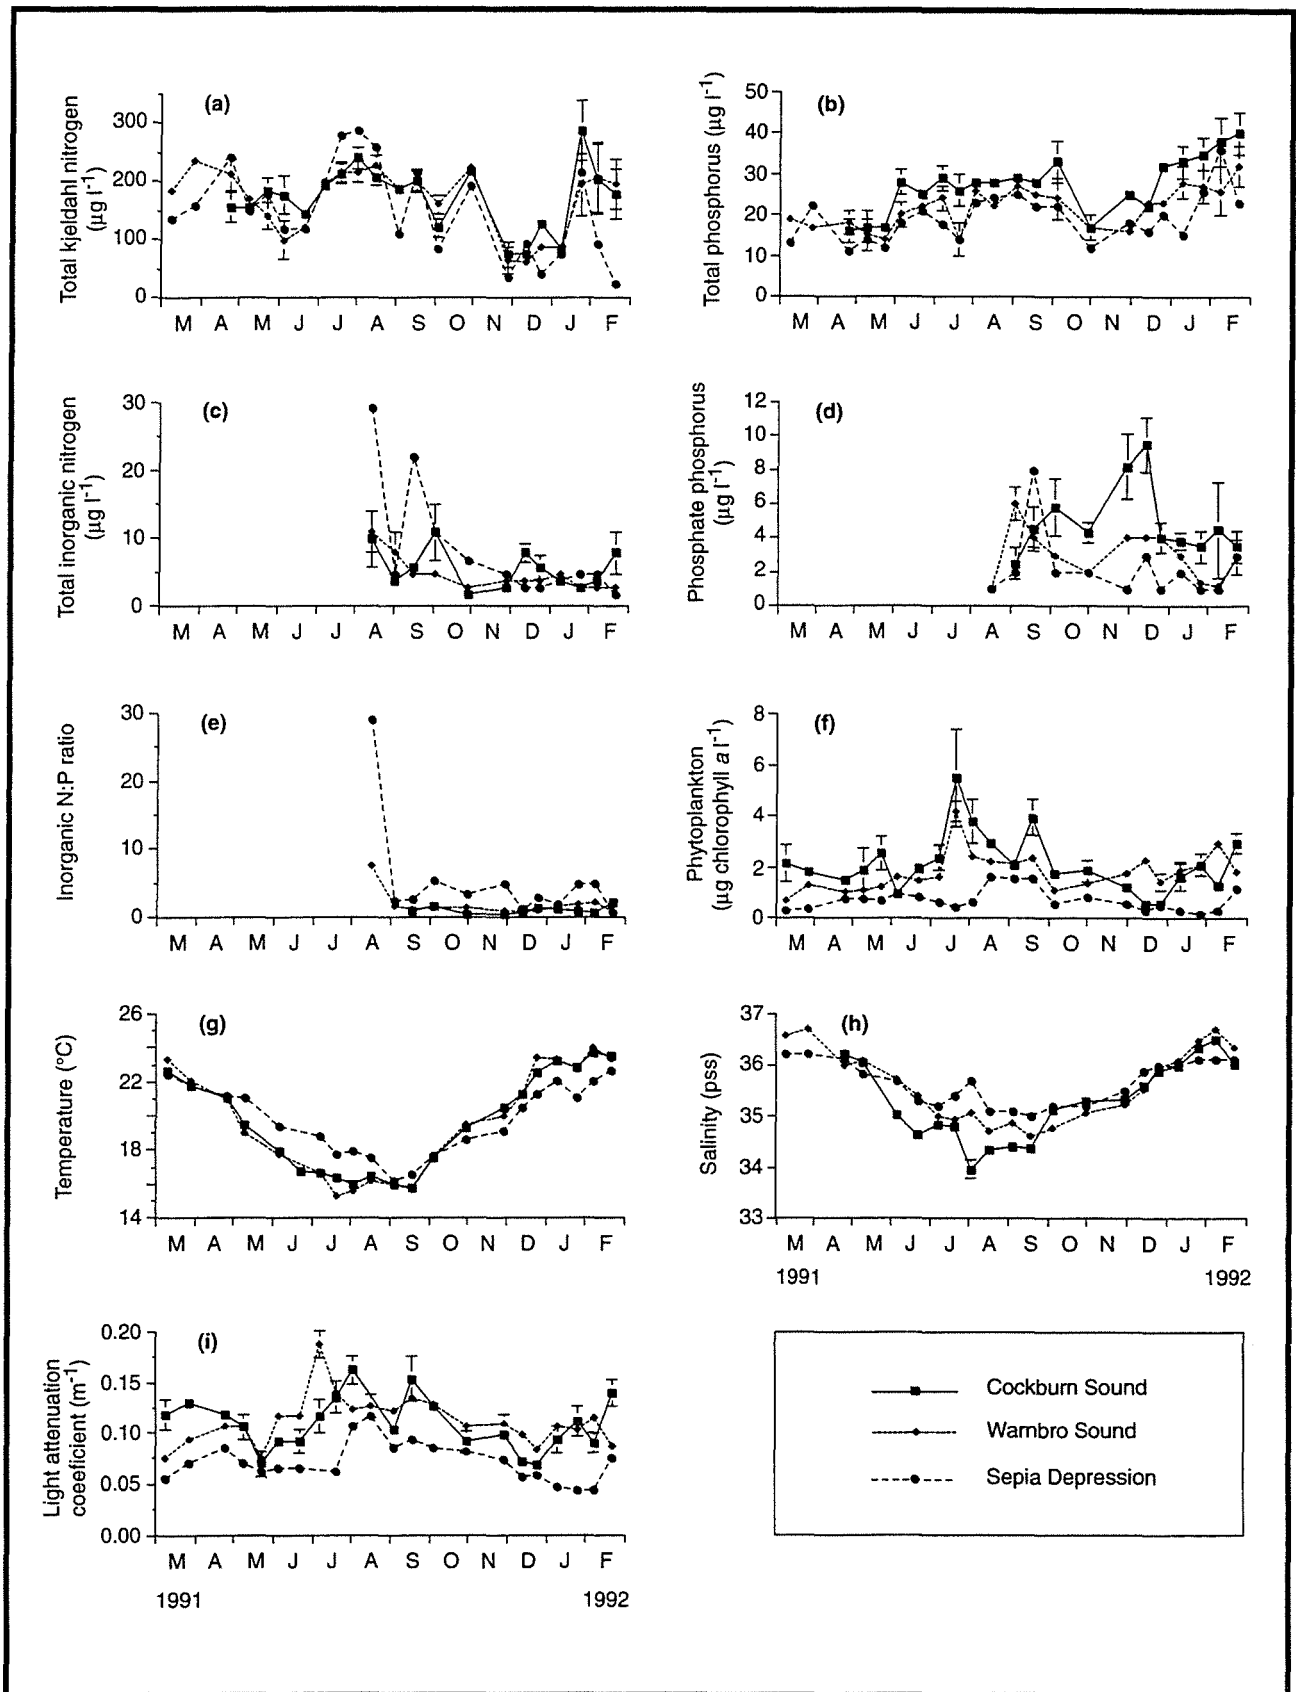 (a)
Total kjeldahl nitrogen
(µg l-1)
300
200
100
0
M A M J J A S O N D J F
(b)
Total phosphorus (µg l-1)
50
40
30
20
10
0
M A M J J A S O N D J F
(c)
Total inorganic nitrogen
(µg l-1)
30
20
10
0
M A M J J A S O N D J F
(d)
Phosphate phosphorus
(µg l-1)
12
10
8
6
4
2
0
M A M J J A S O N D J F
(e)
Inorganic N:P ratio
30
20
10
0
M A M J J A S O N D J F
(f)
Phytoplankton
(µg chlorophyll a l-1)
8
6
4
2
0
M A M J J A S O N D J F
(g)
Temperature (°C)
26
22
18
14
M A M J J A S O N D J F
(h)
Salinity (pss)
37
36
35
34
33
M A M J J A S O N D J F
1991 1992
(i)
Light attenuation
coeeficient (m-1)
0.20
0.15
0.10
0.05
0.00
M A M J J A S O N D J F
1991 1992
Cockburn Sound
Warnbro Sound
Sepia Depression